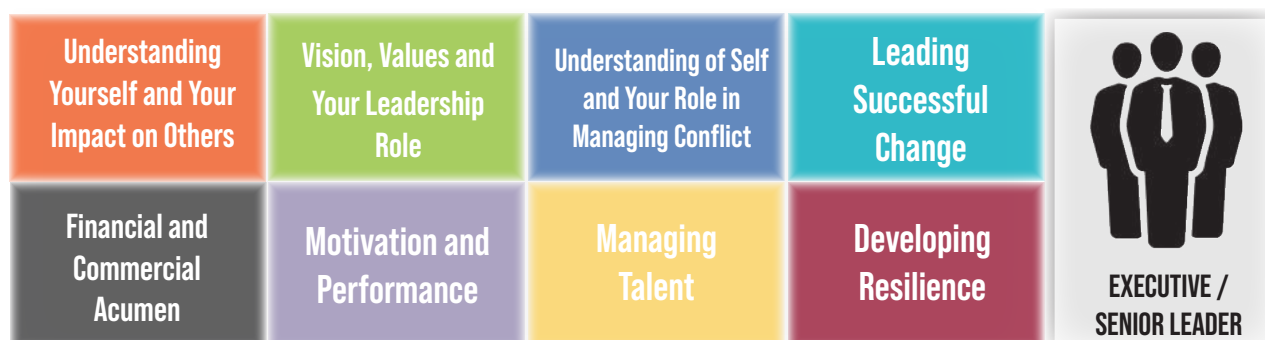 Understanding
Yourself and Your
Impact on Others
Vision, Values and
Your Leadership
Role
Understanding of Self
and Your Role in
Managing Conflict
Leading
Successful
Change
Financial and
Commercial
Acumen
Motivation and
Performance
Managing
Talent
Developing
Resilience
EXECUTIVE /
SENIOR LEADER